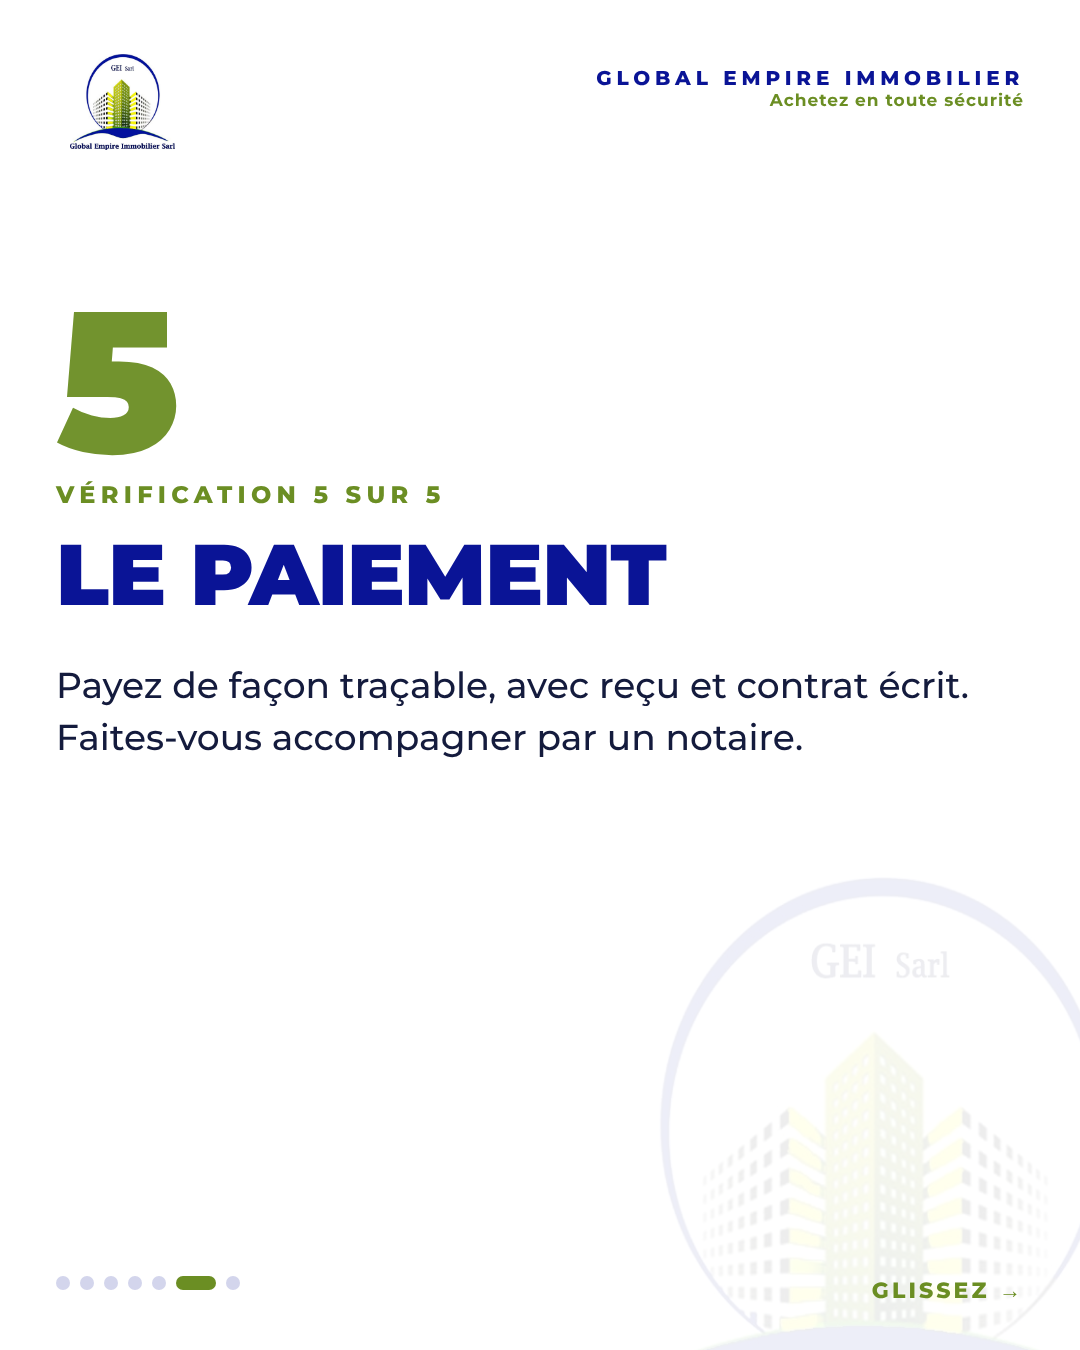 GEI Sarl
Global Empire Immobilier Sarl
GLOBAL EMPIRE IMMOBILIER
Achetez en toute sécurité
5
VÉRIFICATION 5 SUR 5
LE PAIEMENT
Payez de façon traçable, avec reçu et contrat écrit.
Faites-vous accompagner par un notaire.
GEI Sarl
GLISSEZ →